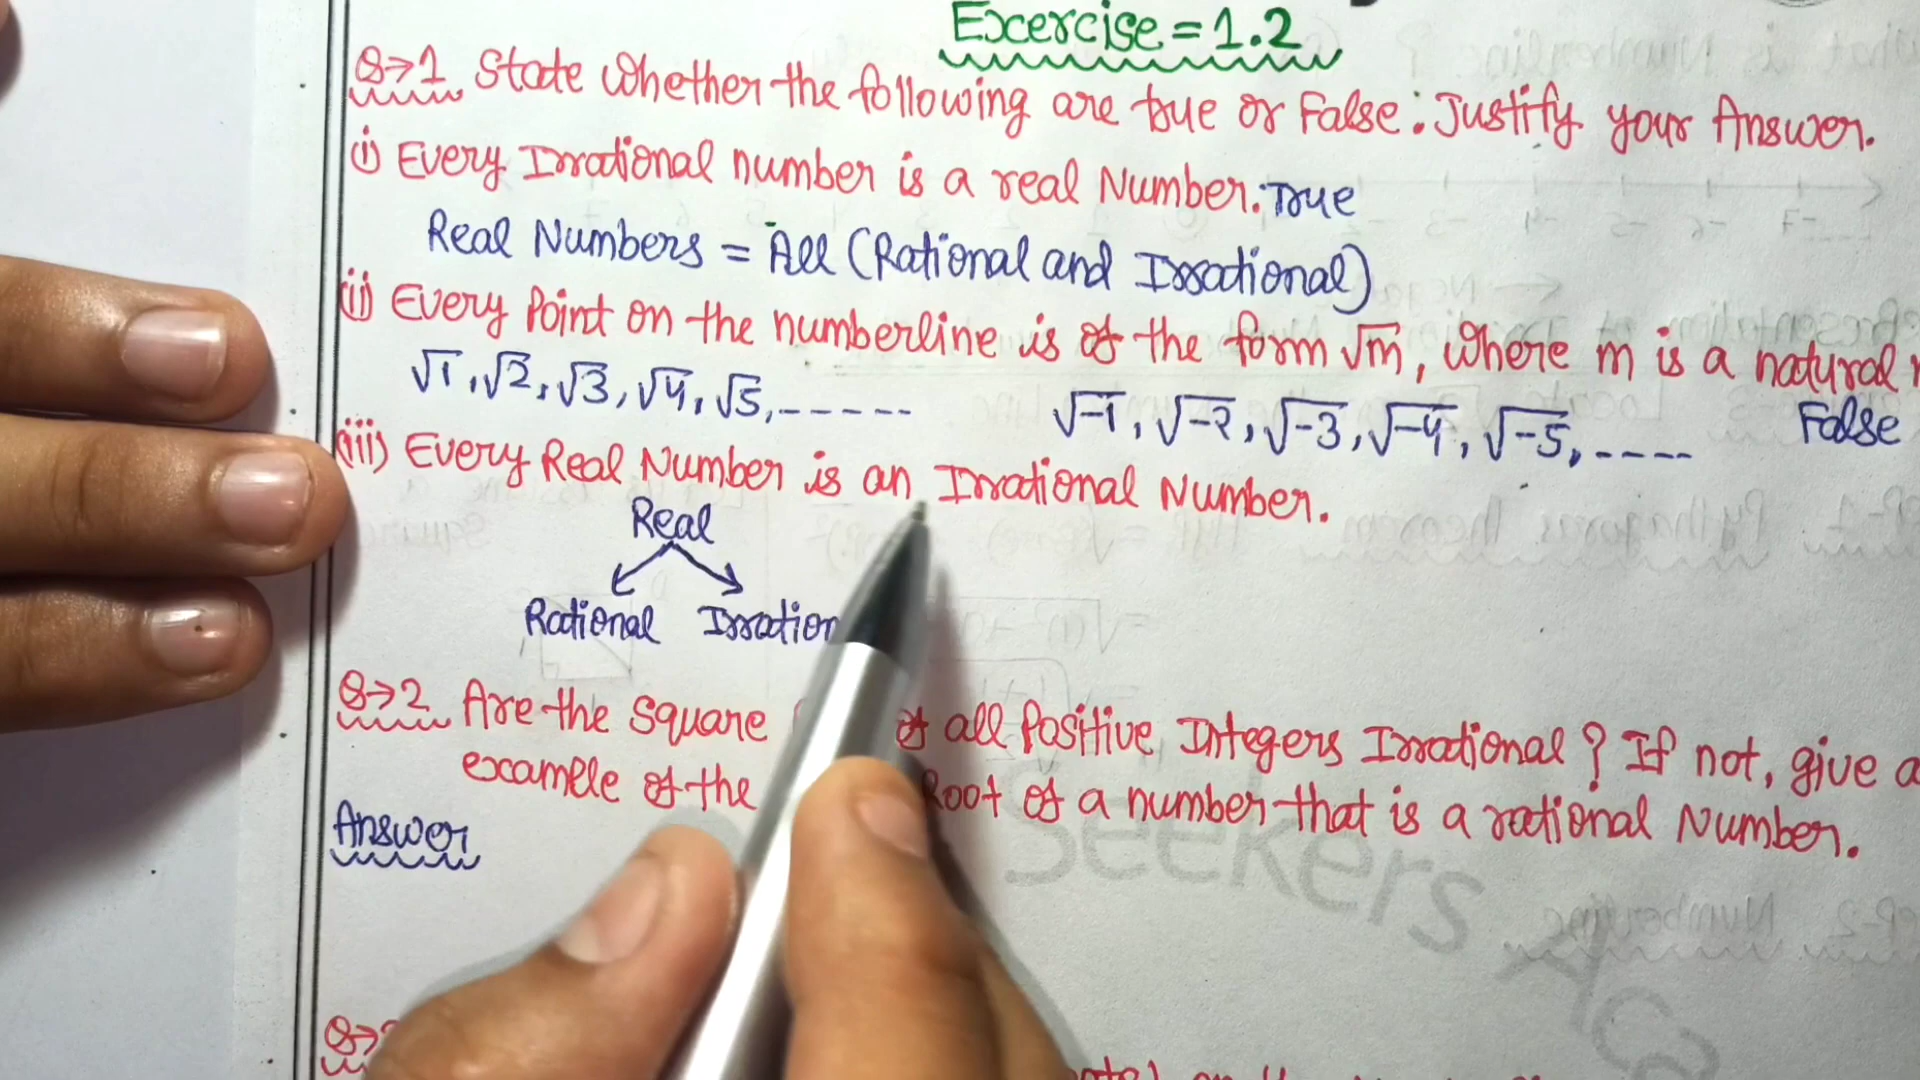 Excercise = 1.2
Q→1 State whether the following are true or False. Justify your Answer.
(i) Every Irrational number is a real Number. True
Real Numbers = All (Rational and Irrational)
(ii) Every Point on the numberline is of the form √m, where m is a natural
√1, √2, √3, √4, √5, ------ √-1, √-2, √-3, √-4, √-5, ---- False
(iii) Every Real Number is an Irrational Number.
Real
Rational Irration
Q→2 Are the square of all Positive Integers Irrational? If not, give a
example of the Root of a number that is a rational Number.
Answer
Seekers